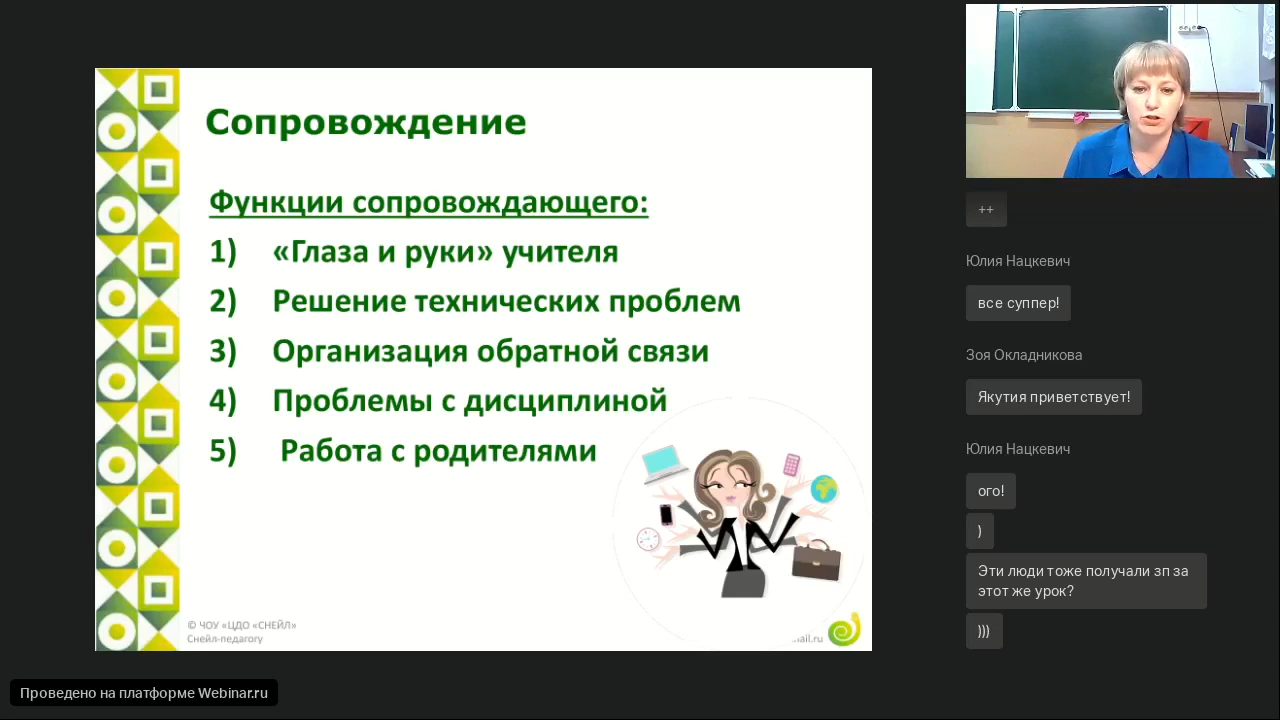 Сопровождение
Функции сопровождающего:
1) «Глаза и руки» учителя
2) Решение технических проблем
3) Организация обратной связи
4) Проблемы с дисциплиной
5) Работа с родителями
© ЧОУ «ЦДО «СНЕЙЛ»
Снейл-педагогу
ail.ru
++
Юлия Нацкевич
все суппер!
Зоя Окладникова
Якутия приветствует!
Юлия Нацкевич
ого!
)
Эти люди тоже получали зп за
этот же урок?
)))
Проведено на платформе Webinar.ru